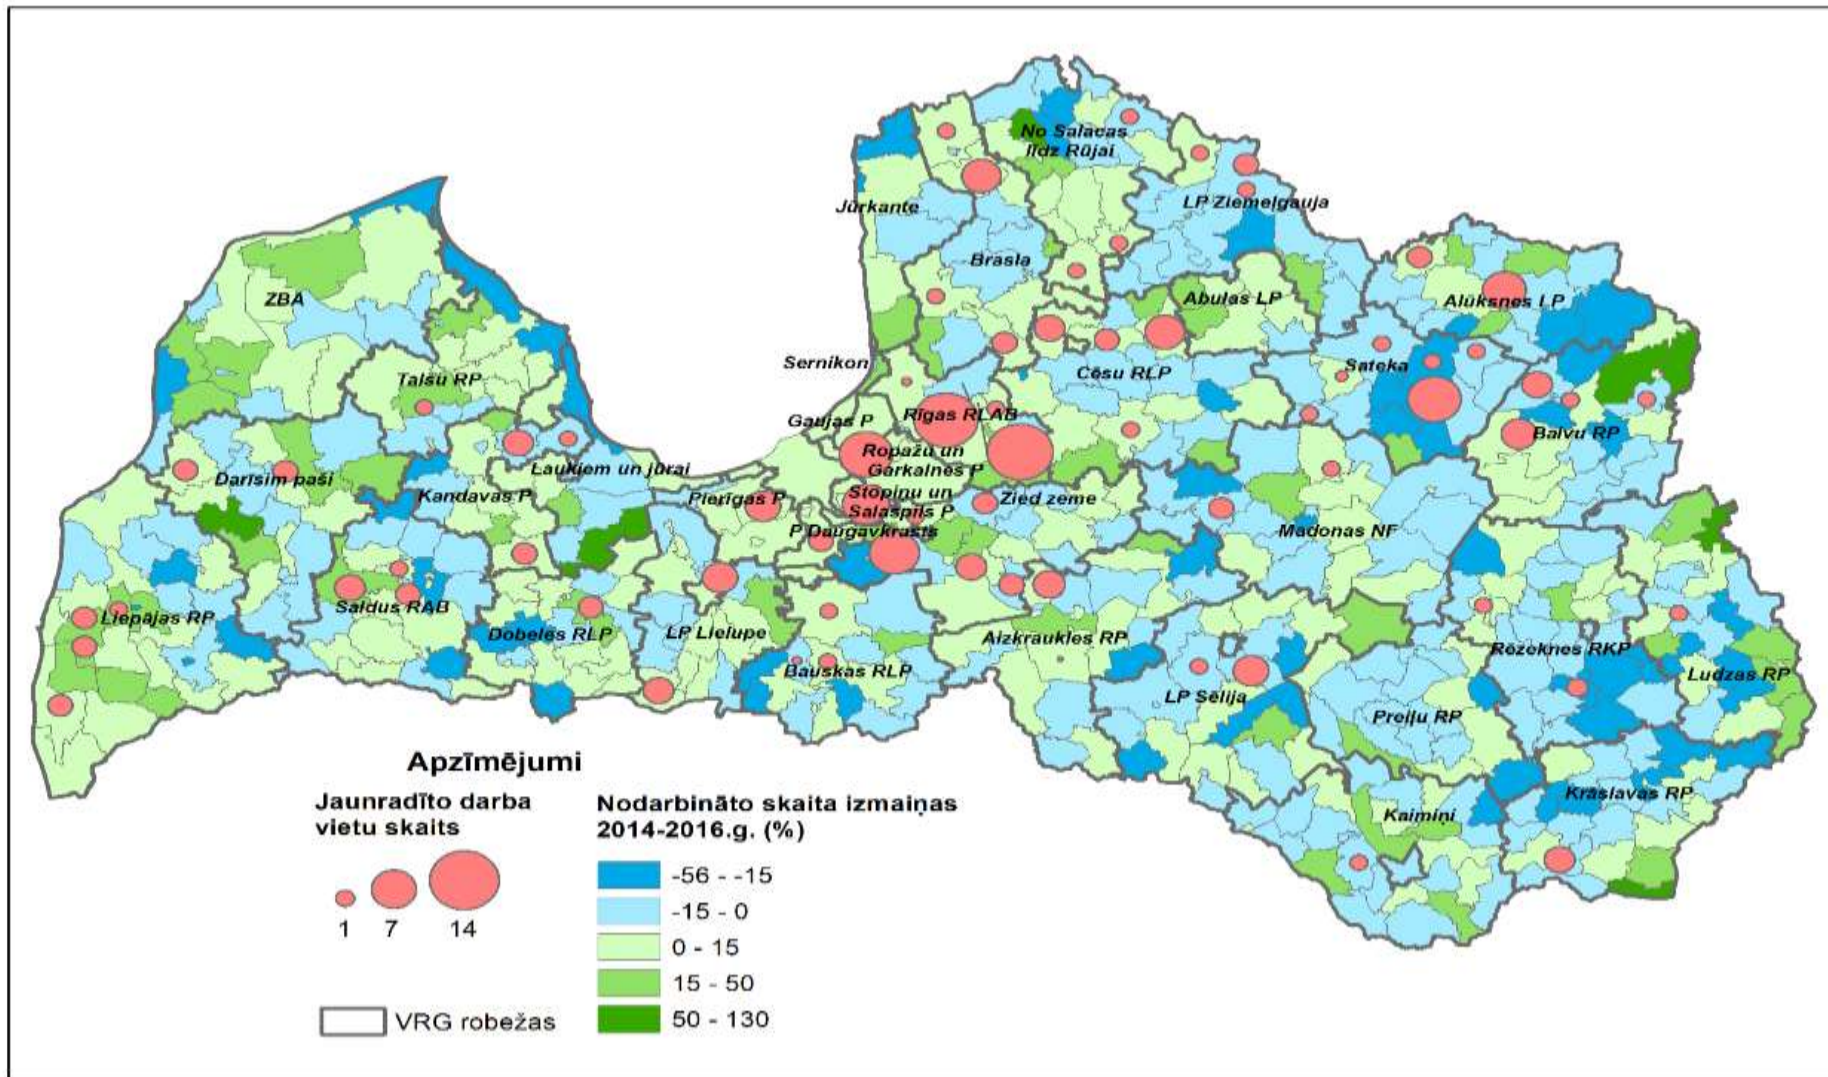 No Salacas
līdz Rūjai
Jūrkante
LP Ziemeļgauja
Brasla
ZBA
Abulas LP
Alūksnes LP
Sernikon
Talsu RP
Cēsu RLP
Sateka
Gaujas P
Rīgas RLAB
Balvu RP
Darīsim paši
Laukiem un jūrai
Ropažu un
Garkalnes P
Kandavas P
Pierīgas P
Stopiņu un
Salaspils P
Zied zeme
P Daugavkrasts
Madonas NF
Liepājas RP
Saldus RAB
Dobeles RLP
LP Lielupe
Aizkraukles RP
Bauskas RLP
LP Sēlija
Rēzeknes RKP
Ludzas RP
Preiļu RP
Krāslavas RP
Kaimiņi
Apzīmējumi
Jaunradīto darba
vietu skaits
1 7 14
VRG robežas
Nodarbināto skaita izmaiņas
2014-2016.g. (%)
-56 - -15
-15 - 0
0 - 15
15 - 50
50 - 130